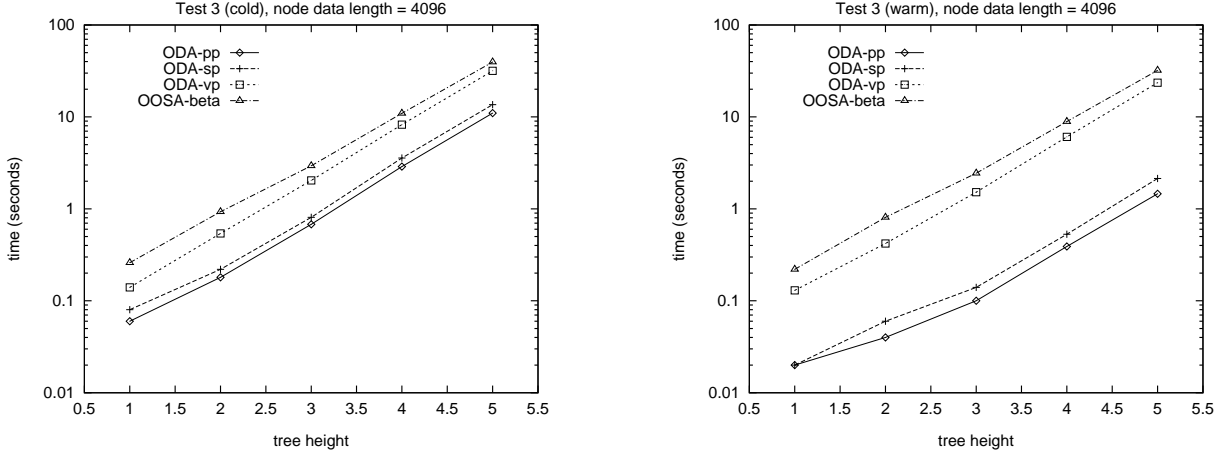 Test 3 (cold), node data length = 4096
100
10
1
0.1
0.01
time (seconds)
ODA-pp
ODA-sp
ODA-vp
OOSA-beta
0.5 1 1.5 2 2.5 3 3.5 4 4.5 5 5.5
tree height
Test 3 (warm), node data length = 4096
100
10
1
0.1
0.01
time (seconds)
ODA-pp
ODA-sp
ODA-vp
OOSA-beta
0.5 1 1.5 2 2.5 3 3.5 4 4.5 5 5.5
tree height